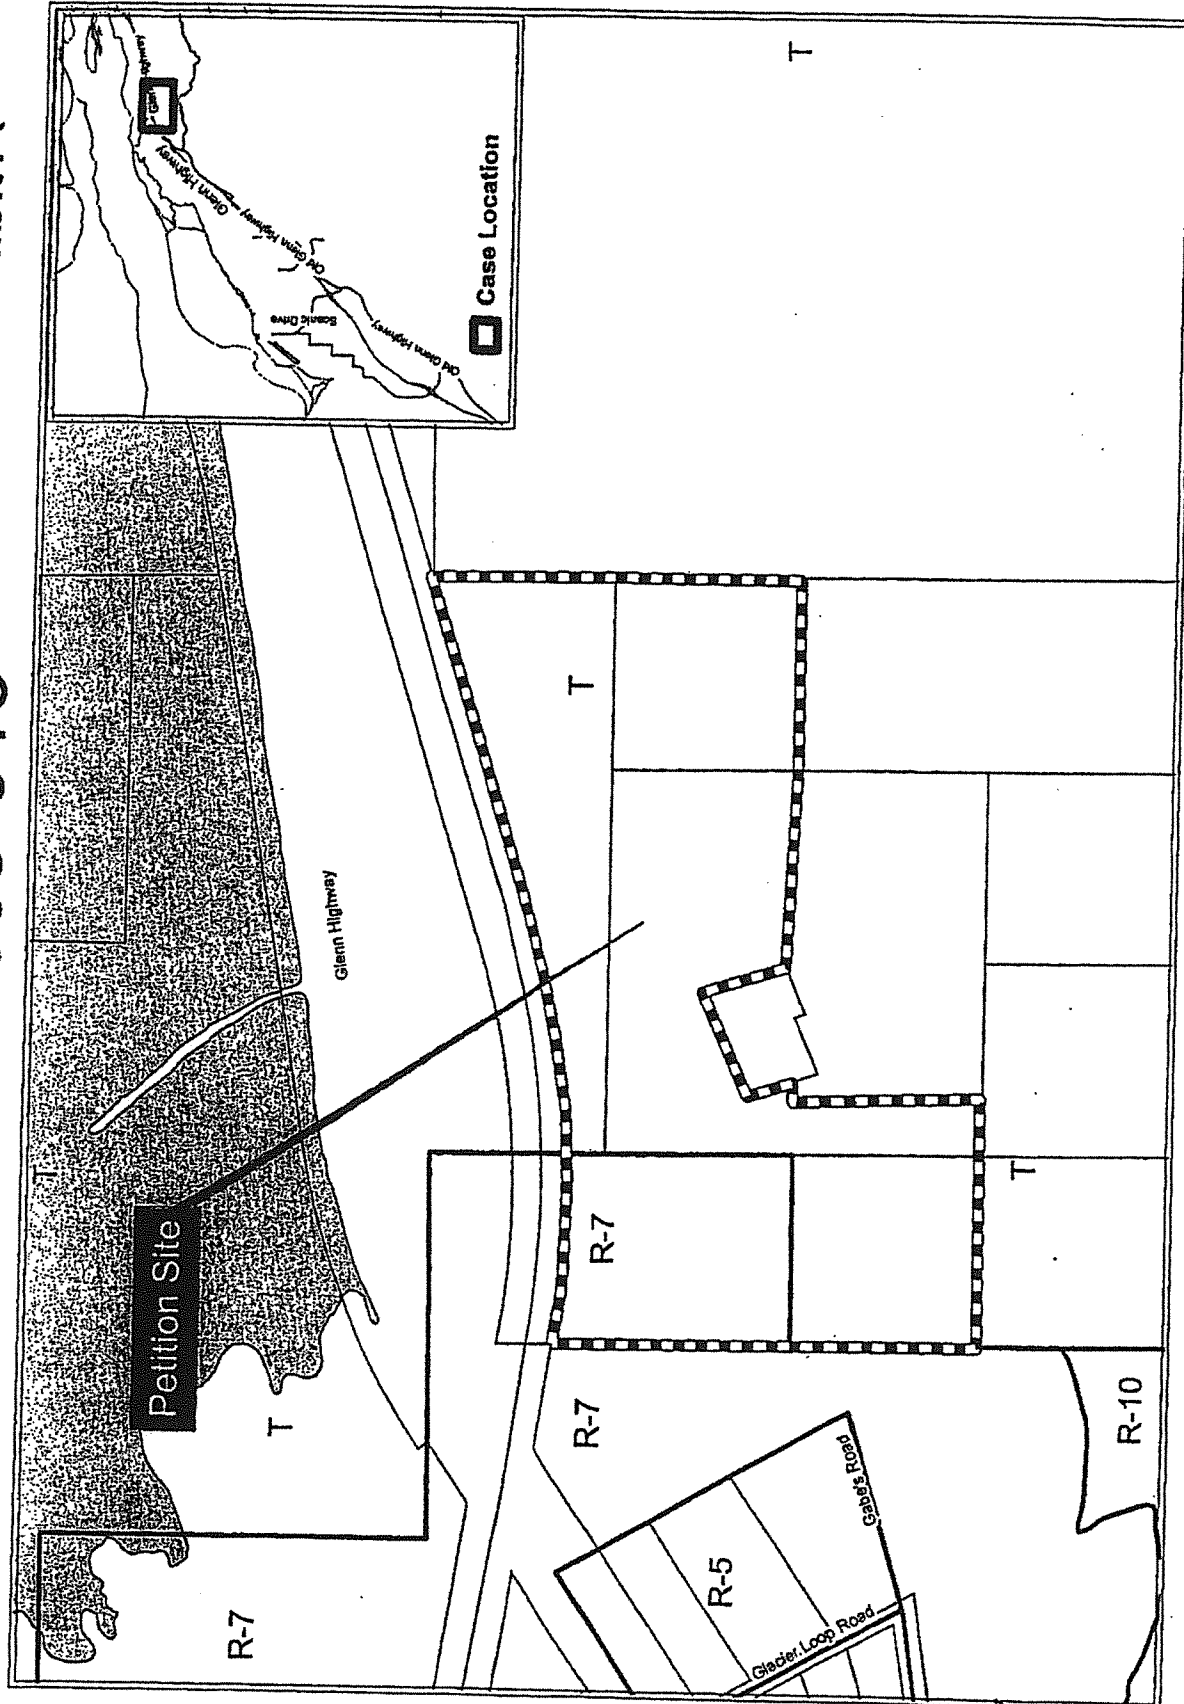 Case Location
Glenn Highway
Old Glenn Highway
Scenic Drive
Old Glenn Highway
T
T
Petition Site
T
Glenn Highway
T
T
R-7
R-7
R-7
R-5
R-10
Gabe's Road
Glacier Loop Road